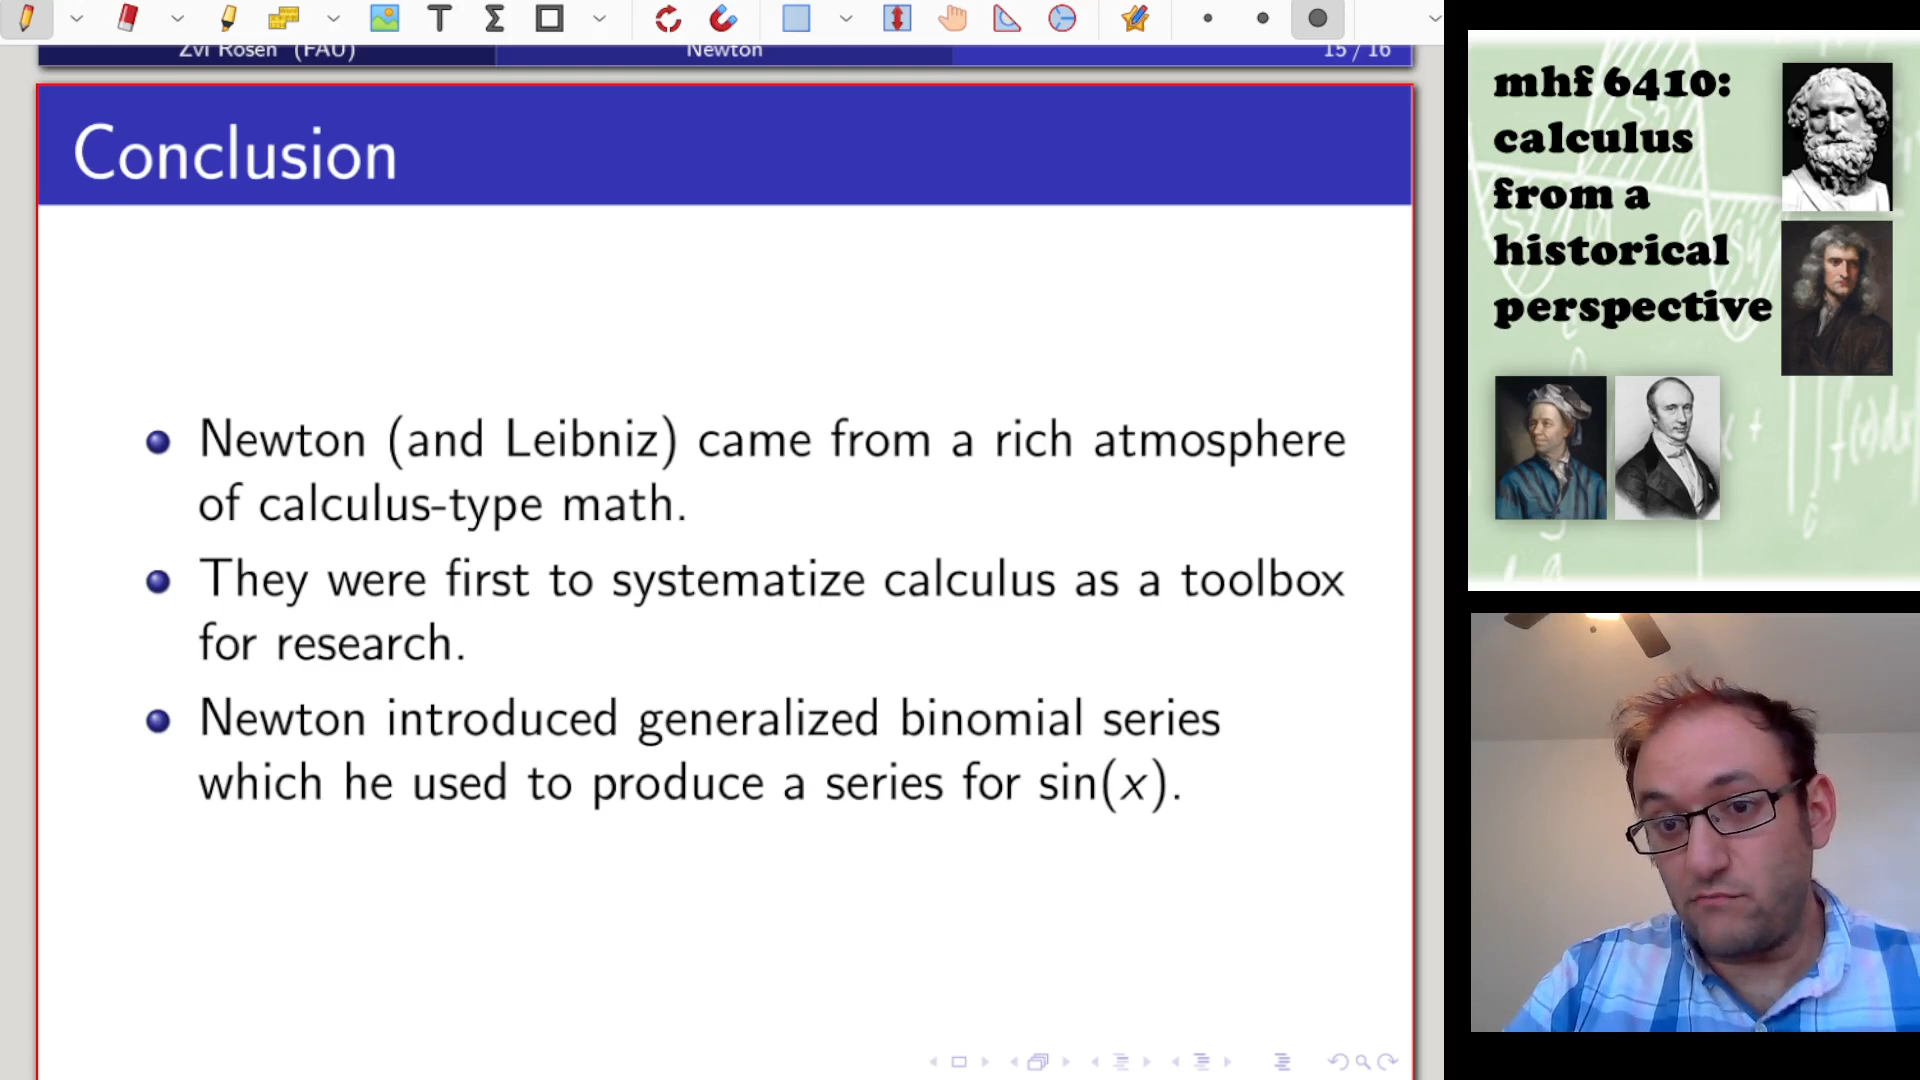 Zvi Rosen (FAU) Newton 15 / 16
Conclusion
Newton (and Leibniz) came from a rich atmosphere
of calculus-type math.
They were first to systematize calculus as a toolbox
for research.
Newton introduced generalized binomial series
which he used to produce a series for sin(x).
mhf 6410:
calculus
from a
historical
perspective